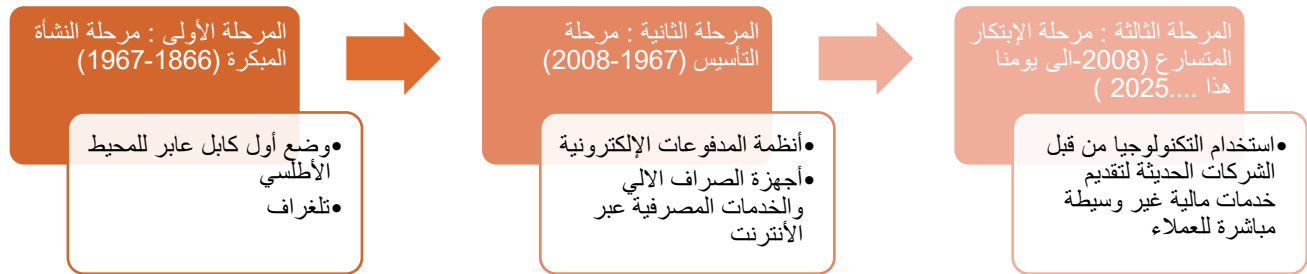 المرحلة الأولى : مرحلة النشأة
المبكرة (1866-1967)
•وضع أول كابل عابر للمحيط
الأطلسي
•تلغراف
المرحلة الثانية : مرحلة
التأسيس (1967-2008)
•أنظمة المدفوعات الإلكترونية
•أجهزة الصراف الالي
والخدمات المصرفية عبر
الأنترنت
المرحلة الثالثة : مرحلة الإبتكار
المتسارع (2008-الى يومنا
هذا ....2025 )
•استخدام التكنولوجيا من قبل
الشركات الحديثة لتقديم
خدمات مالية غير وسيطة
مباشرة للعملاء